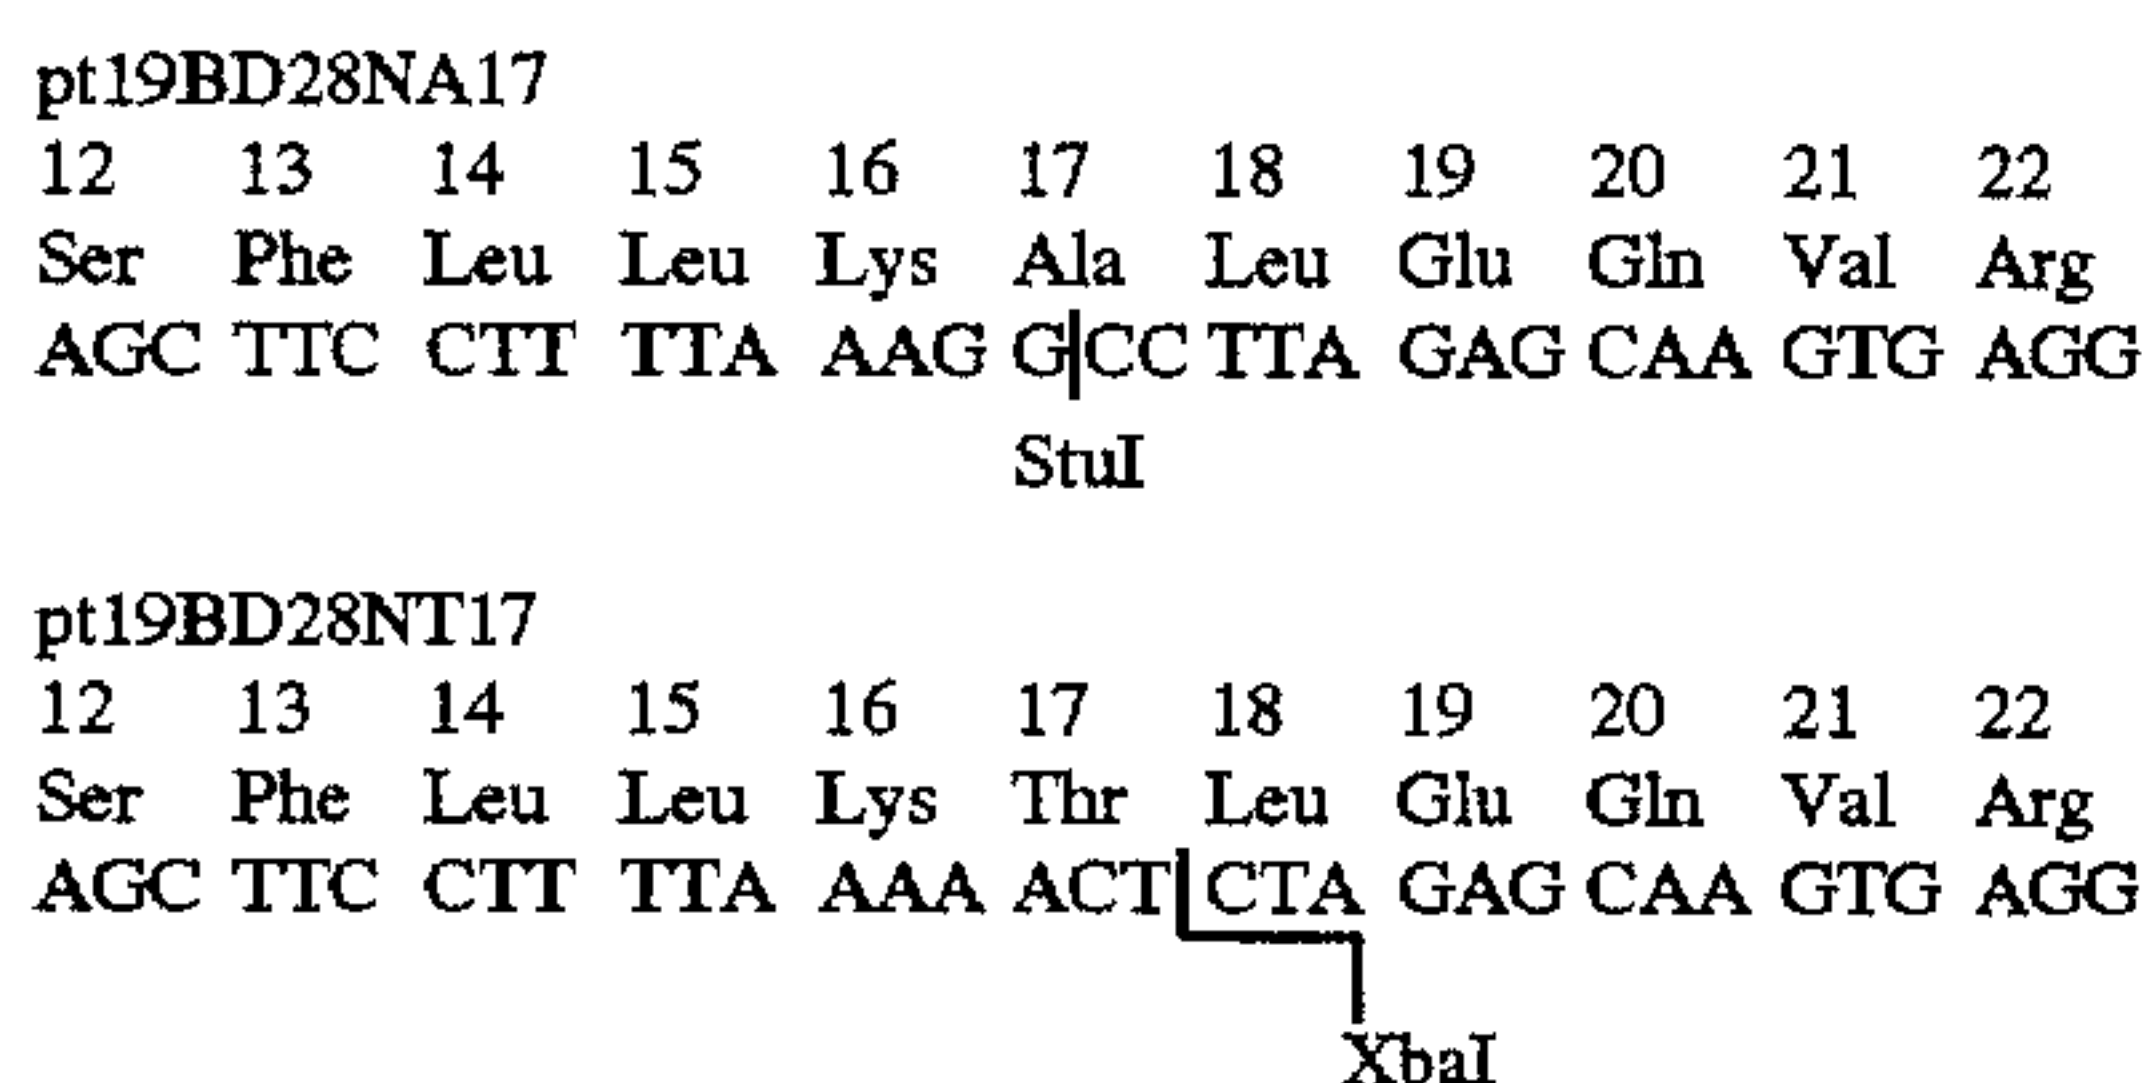 pt19BD28NA17
12 13 14 15 16 17 18 19 20 21 22
Ser Phe Leu Leu Lys Ala Leu Glu Gln Val Arg
AGC TTC CTT TTA AAG G|CC TTA GAG CAA GTG AGG
StuI
pt19BD28NT17
12 13 14 15 16 17 18 19 20 21 22
Ser Phe Leu Leu Lys Thr Leu Glu Gln Val Arg
AGC TTC CTT TTA AAA ACT CTA GAG CAA GTG AGG
XbaI